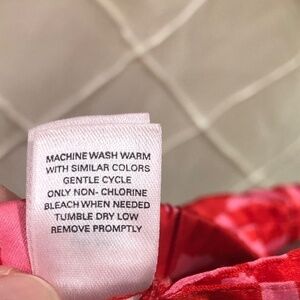 MACHINE WASH WARM
WITH SIMILAR COLORS
GENTLE CYCLE
ONLY NON- CHLORINE
BLEACH WHEN NEEDED
TUMBLE DRY LOW
REMOVE PROMPTLY